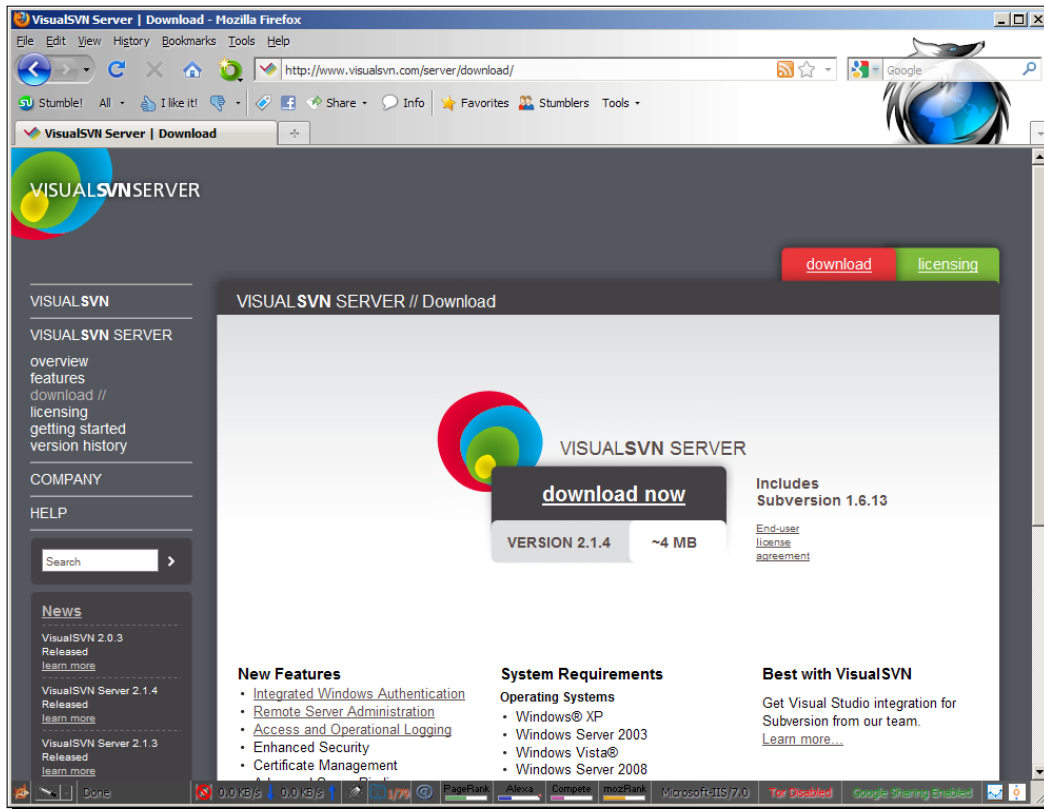 VisualSVN Server | Download - Mozilla Firefox
File Edit View History Bookmarks Tools Help
http://www.visualsvn.com/server/download/
Google
Stumble! All I like it! Share Info Favorites Stumblers Tools
VisualSVN Server | Download
VISUALSVNSERVER
download licensing
VISUALSVN
VISUALSVN SERVER // Download
VISUALSVN SERVER
overview
features
download //
licensing
getting started
version history
COMPANY
HELP
Search
News
VisualSVN 2.0.3
Released
learn more
VisualSVN Server 2.1.4
Released
learn more
VisualSVN Server 2.1.3
Released
VISUALSVN SERVER
download now
VERSION 2.1.4 ~4 MB
Includes
Subversion 1.6.13
End-user
license
agreement
New Features
• Integrated Windows Authentication
• Remote Server Administration
• Access and Operational Logging
• Enhanced Security
• Certificate Management
System Requirements
Operating Systems
• Windows® XP
• Windows Server 2003
• Windows Vista®
• Windows Server 2008
Best with VisualSVN
Get Visual Studio integration for
Subversion from our team.
Learn more...
Done 0.0 KB/s 0.0 KB/s 1/79 PageRank Alexa Compete mozRank Microsoft-IIS/7.0 Tor Disabled Google Sharing Enabled